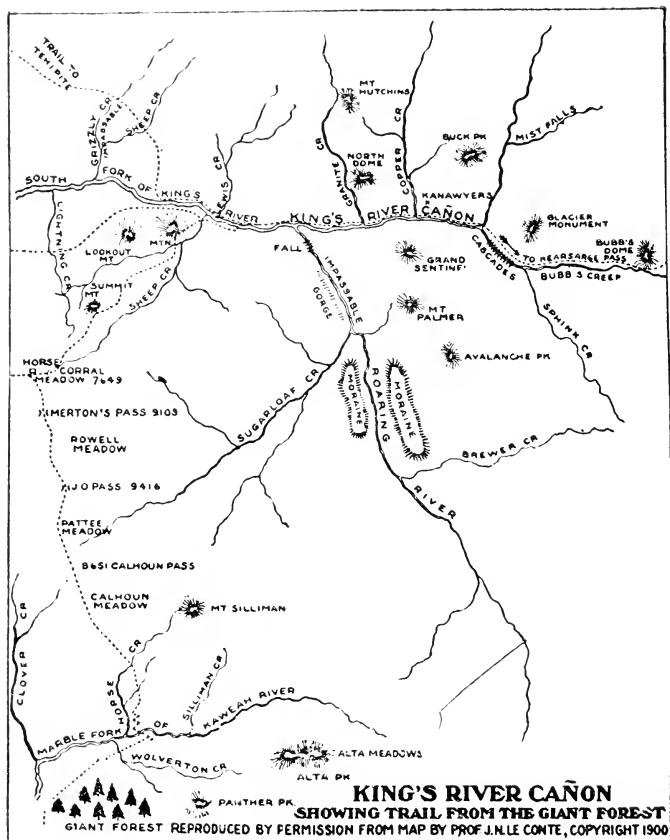 TRAIL TO
TEHIPITE
GRIZZLY CR
IMPASSABLE
SHEEP CR
MT
HUTCHINS
COPPER CR
BUCK PK
MIST FALLS
GRANITE CR
NORTH
DOME
LEWIS CR
KANAWYERS
SOUTH FORK OF KING'S RIVER
KING'S RIVER CAÑON
LIGHTNING CR
LOOKOUT
MT
MTN
SUMMIT
MT
SHEEP CR
FALL
IMPASSABLE
GORGE
GRAND
SENTINEL
CASCADES
GLACIER
MONUMENT
BUBB'S
DOME
TO KEARSARGE PASS
BUBB'S CREEP
MT
PALMER
AVALANCHE PK
SPHINX CR
HORSE
CORRAL
MEADOW 7649
MORAINE
MORAINE
ROARING
RIVER
SUGARLOAF CR
BREWER CR
MERTON'S PASS 9103
ROWELL
MEADOW
J O PASS 9416
PATTEE
MEADOW
8651 CALHOUN PASS
CALHOUN
MEADOW
MT SILLIMAN
CLOVER CR
HORSE CR
SILLIMAN CR
MARBLE FORK OF KAWEAH RIVER
WOLVERTON CR
ALTA MEADOWS
ALTA PK
PANTHER PK
GIANT FOREST
KING'S RIVER CAÑON
SHOWING TRAIL FROM THE GIANT FOREST
REPRODUCED BY PERMISSION FROM MAP BY PROF J.N. LE CONTE, COPYRIGHT